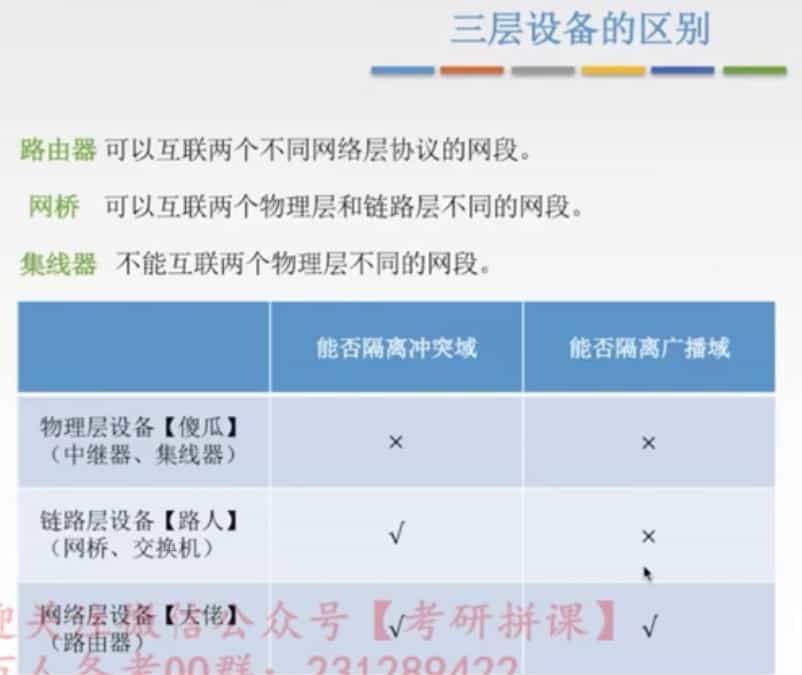 三层设备的区别
路由器 可以互联两个不同网络层协议的网段。
网桥 可以互联两个物理层和链路层不同的网段。
集线器 不能互联两个物理层不同的网段。
能否隔离冲突域 能否隔离广播域
物理层设备【傻瓜】
（中继器、集线器）
× ×
链路层设备【路人】
（网桥、交换机）
√ ×
网络层设备【大佬】
（路由器）
√ √
微信公众号【考研拼课】
QQ群：231289422